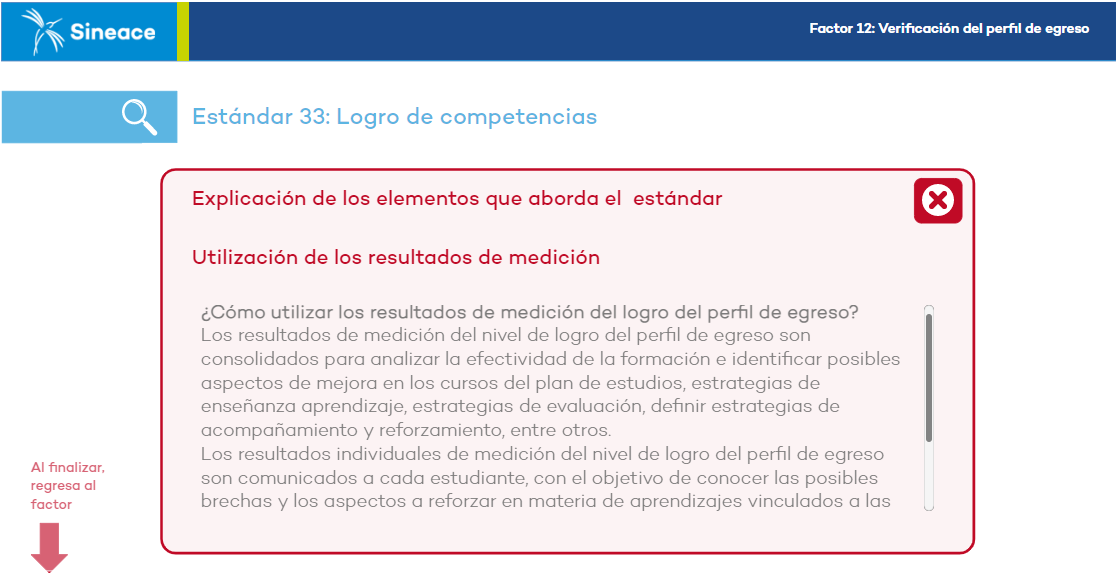 Sineace
Factor 12: Verificación del perfil de egreso
Estándar 33: Logro de competencias
Explicación de los elementos que aborda el estándar
Utilización de los resultados de medición
¿Cómo utilizar los resultados de medición del logro del perfil de egreso?
Los resultados de medición del nivel de logro del perfil de egreso son
consolidados para analizar la efectividad de la formación e identificar posibles
aspectos de mejora en los cursos del plan de estudios, estrategias de
enseñanza aprendizaje, estrategias de evaluación, definir estrategias de
acompañamiento y reforzamiento, entre otros.
Los resultados individuales de medición del nivel de logro del perfil de egreso
son comunicados a cada estudiante, con el objetivo de conocer las posibles
brechas y los aspectos a reforzar en materia de aprendizajes vinculados a las
Al finalizar,
regresa al
factor